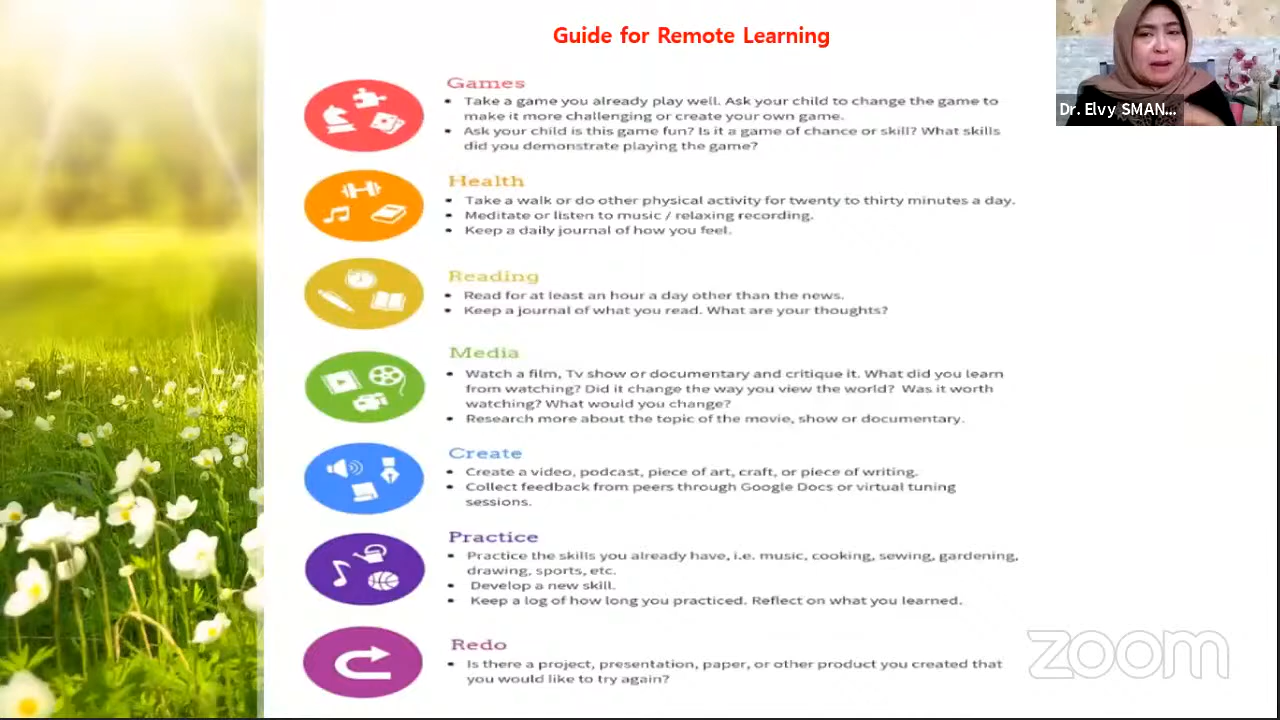 Guide for Remote Learning
Dr. Elvy SMAN...
Games
• Take a game you already play well. Ask your child to change the game to
make it more challenging or create your own game.
• Ask your child is this game fun? Is it a game of chance or skill? What skills
did you demonstrate playing the game?
Health
• Take a walk or do other physical activity for twenty to thirty minutes a day.
• Meditate or listen to music / relaxing recording.
• Keep a daily journal of how you feel.
Reading
• Read for at least an hour a day other than the news.
• Keep a journal of what you read. What are your thoughts?
Media
• Watch a film, Tv show or documentary and critique it. What did you learn
from watching? Did it change the way you view the world? Was it worth
watching? What would you change?
• Research more about the topic of the movie, show or documentary.
Create
• Create a video, podcast, piece of art, craft, or piece of writing.
• Collect feedback from peers through Google Docs or virtual tuning
sessions.
Practice
• Practice the skills you already have, i.e. music, cooking, sewing, gardening,
drawing, sports, etc.
• Develop a new skill.
• Keep a log of how long you practiced. Reflect on what you learned.
Redo
• Is there a project, presentation, paper, or other product you created that
you would like to try again?
zoom